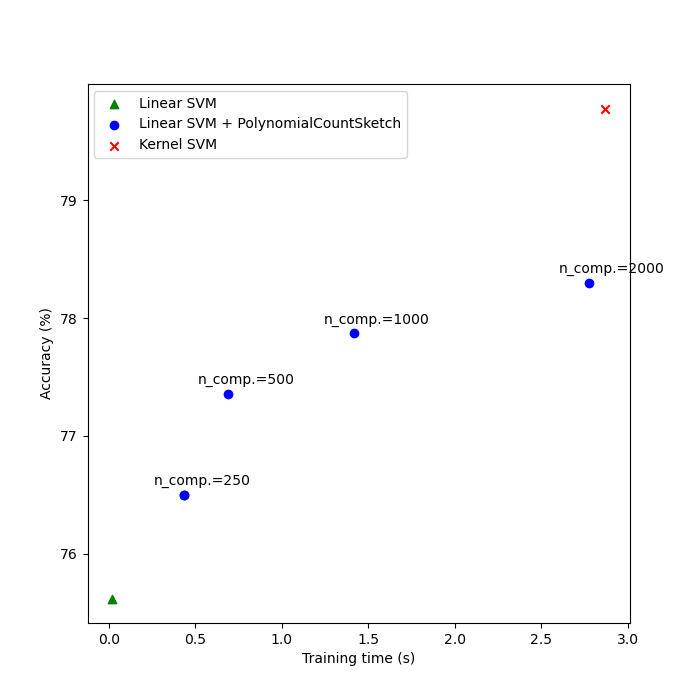 Linear SVM
Linear SVM + PolynomialCountSketch
Kernel SVM
79
n_comp.=2000
78
n_comp.=1000
n_comp.=500
77
n_comp.=250
76
Accuracy (%)
0.0 0.5 1.0 1.5 2.0 2.5 3.0
Training time (s)